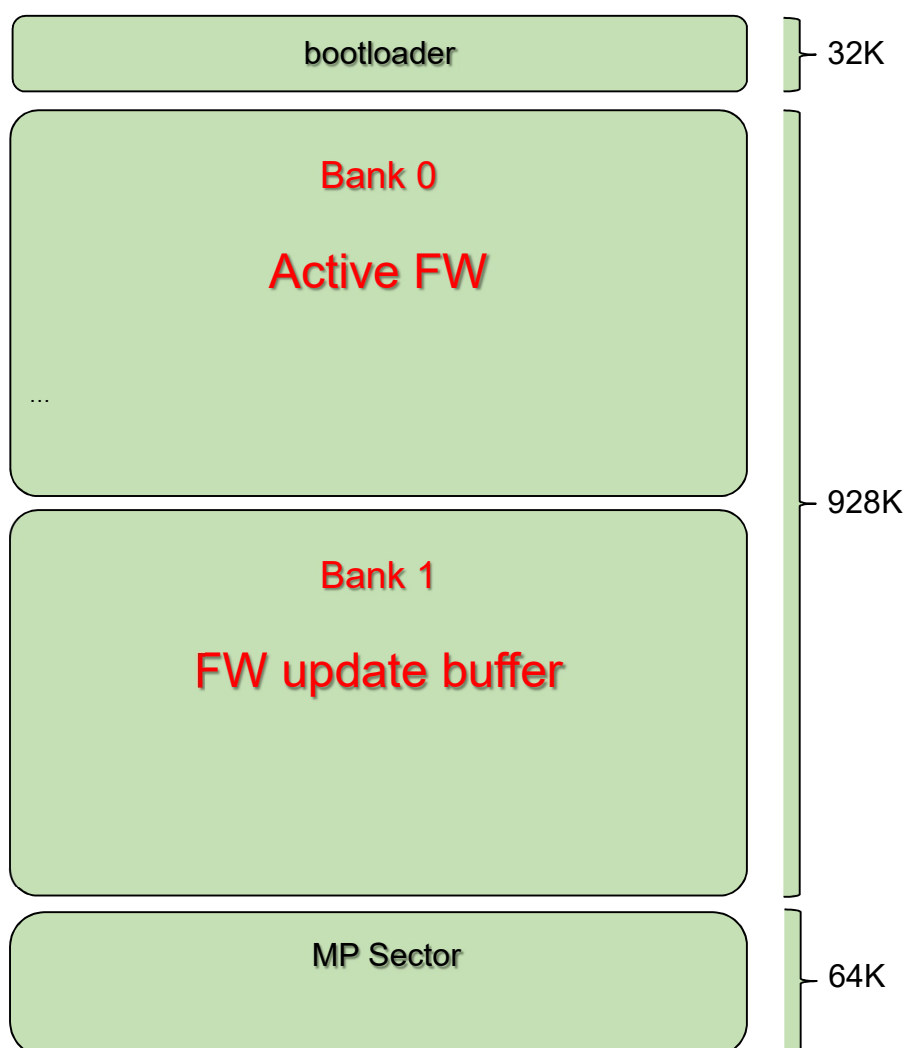 bootloader
32K
Bank 0
Active FW
...
928K
Bank 1
FW update buffer
MP Sector
64K